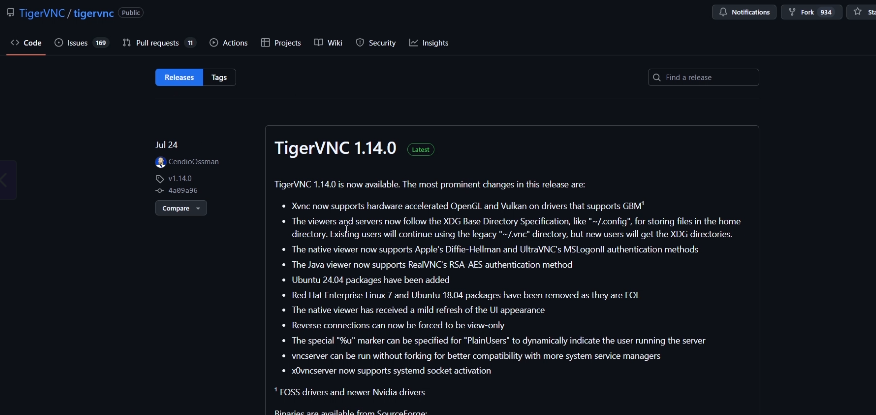 TigerVNC / tigervnc Public
Notifications Fork 934
Code Issues 169 Pull requests 11 Actions Projects Wiki Security Insights
Releases Tags Find a release
Jul 24
CendioOssman
v1.14.0
4a09a96
Compare
TigerVNC 1.14.0 Latest
TigerVNC 1.14.0 is now available. The most prominent changes in this release are:
• Xvnc now supports hardware accelerated OpenGL and Vulkan on drivers that supports GBM¹
• The viewers and servers now follow the XDG Base Directory Specification, like "~/.config", for storing files in the home
directory. Existing users will continue using the legacy "~/.vnc" directory, but new users will get the XDG directories.
• The native viewer now supports Apple's Diffie-Hellman and UltraVNC's MSLogonII authentication methods
• The Java viewer now supports RealVNC's RSA AES authentication method
• Ubuntu 24.04 packages have been added
• Red Hat Enterprise Linux 7 and Ubuntu 18.04 packages have been removed as they are EOL
• The native viewer has received a mild refresh of the UI appearance
• Reverse connections can now be forced to be view-only
• The special "%u" marker can be specified for "PlainUsers" to dynamically indicate the user running the server
• vncserver can be run without forking for better compatibility with more system service managers
• x0vncserver now supports systemd socket activation
¹ FOSS drivers and newer Nvidia drivers
Binaries are available from SourceForge: